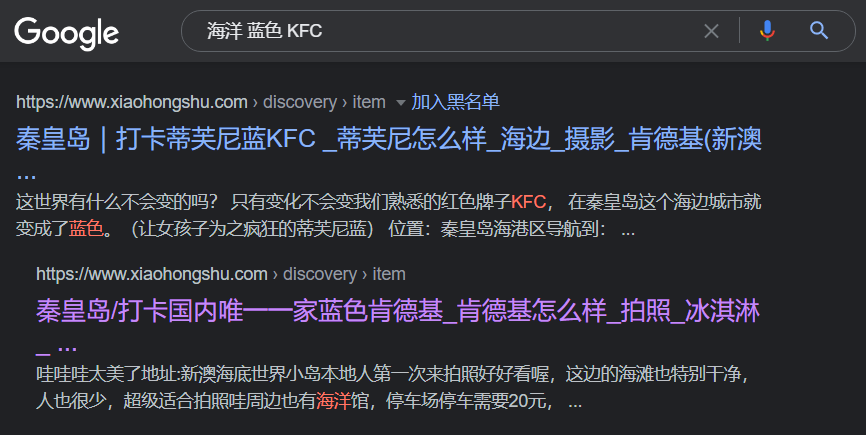 Google
海洋 蓝色 KFC
https://www.xiaohongshu.com › discovery › item 加入黑名单
秦皇岛｜打卡蒂芙尼蓝KFC _蒂芙尼怎么样_海边_摄影_肯德基(新澳
...
这世界有什么不会变的吗？ 只有变化不会变我们熟悉的红色牌子KFC， 在秦皇岛这个海边城市就
变成了蓝色。（让女孩子为之疯狂的蒂芙尼蓝） 位置：秦皇岛海港区导航到： ...
https://www.xiaohongshu.com › discovery › item
秦皇岛/打卡国内唯一一家蓝色肯德基_肯德基怎么样_拍照_冰淇淋
_ ...
哇哇哇太美了地址:新澳海底世界小岛本地人第一次来拍照好好看喔，这边的海滩也特别干净，
人也很少，超级适合拍照哇周边也有海洋馆，停车场停车需要20元， ...